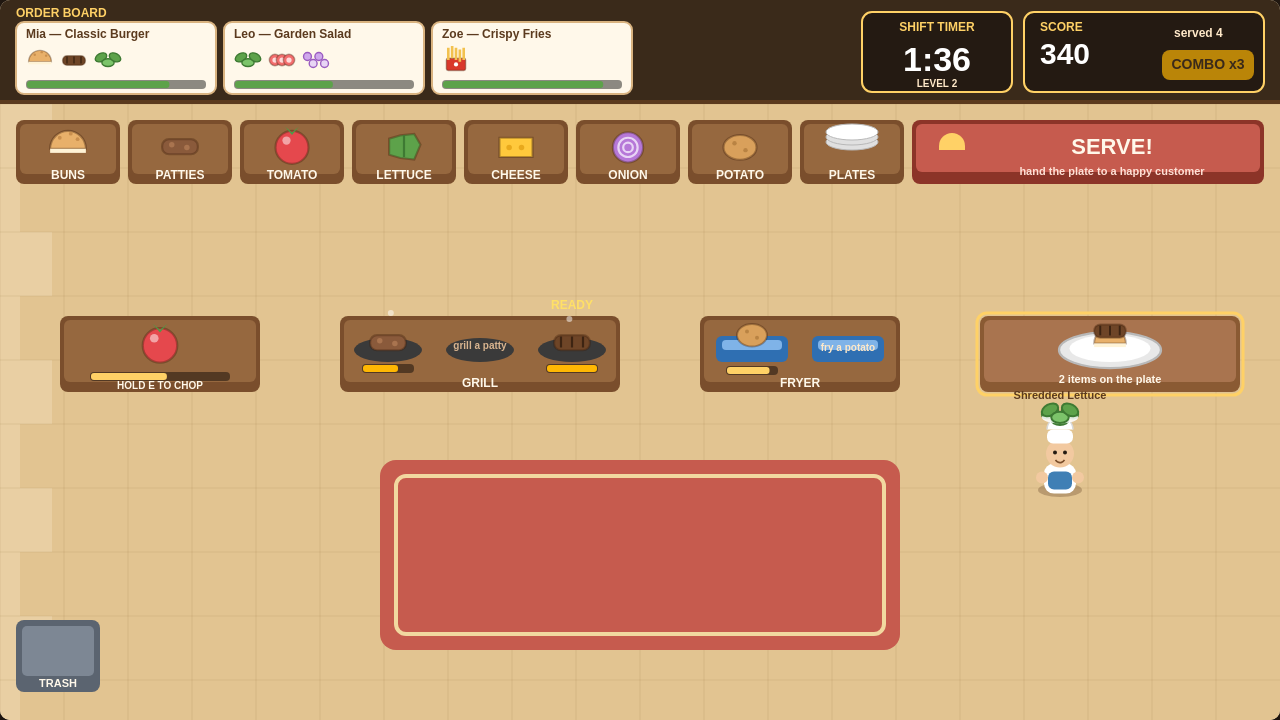 ORDER BOARD
Mia — Classic Burger
Leo — Garden Salad
Zoe — Crispy Fries
SHIFT TIMER
1:36
LEVEL 2
SCORE
340
served 4
COMBO x3
BUNS
PATTIES
TOMATO
LETTUCE
CHEESE
ONION
POTATO
PLATES
SERVE!
hand the plate to a happy customer
READY
HOLD E TO CHOP
grill a patty
GRILL
fry a potato
FRYER
2 items on the plate
Shredded Lettuce
TRASH